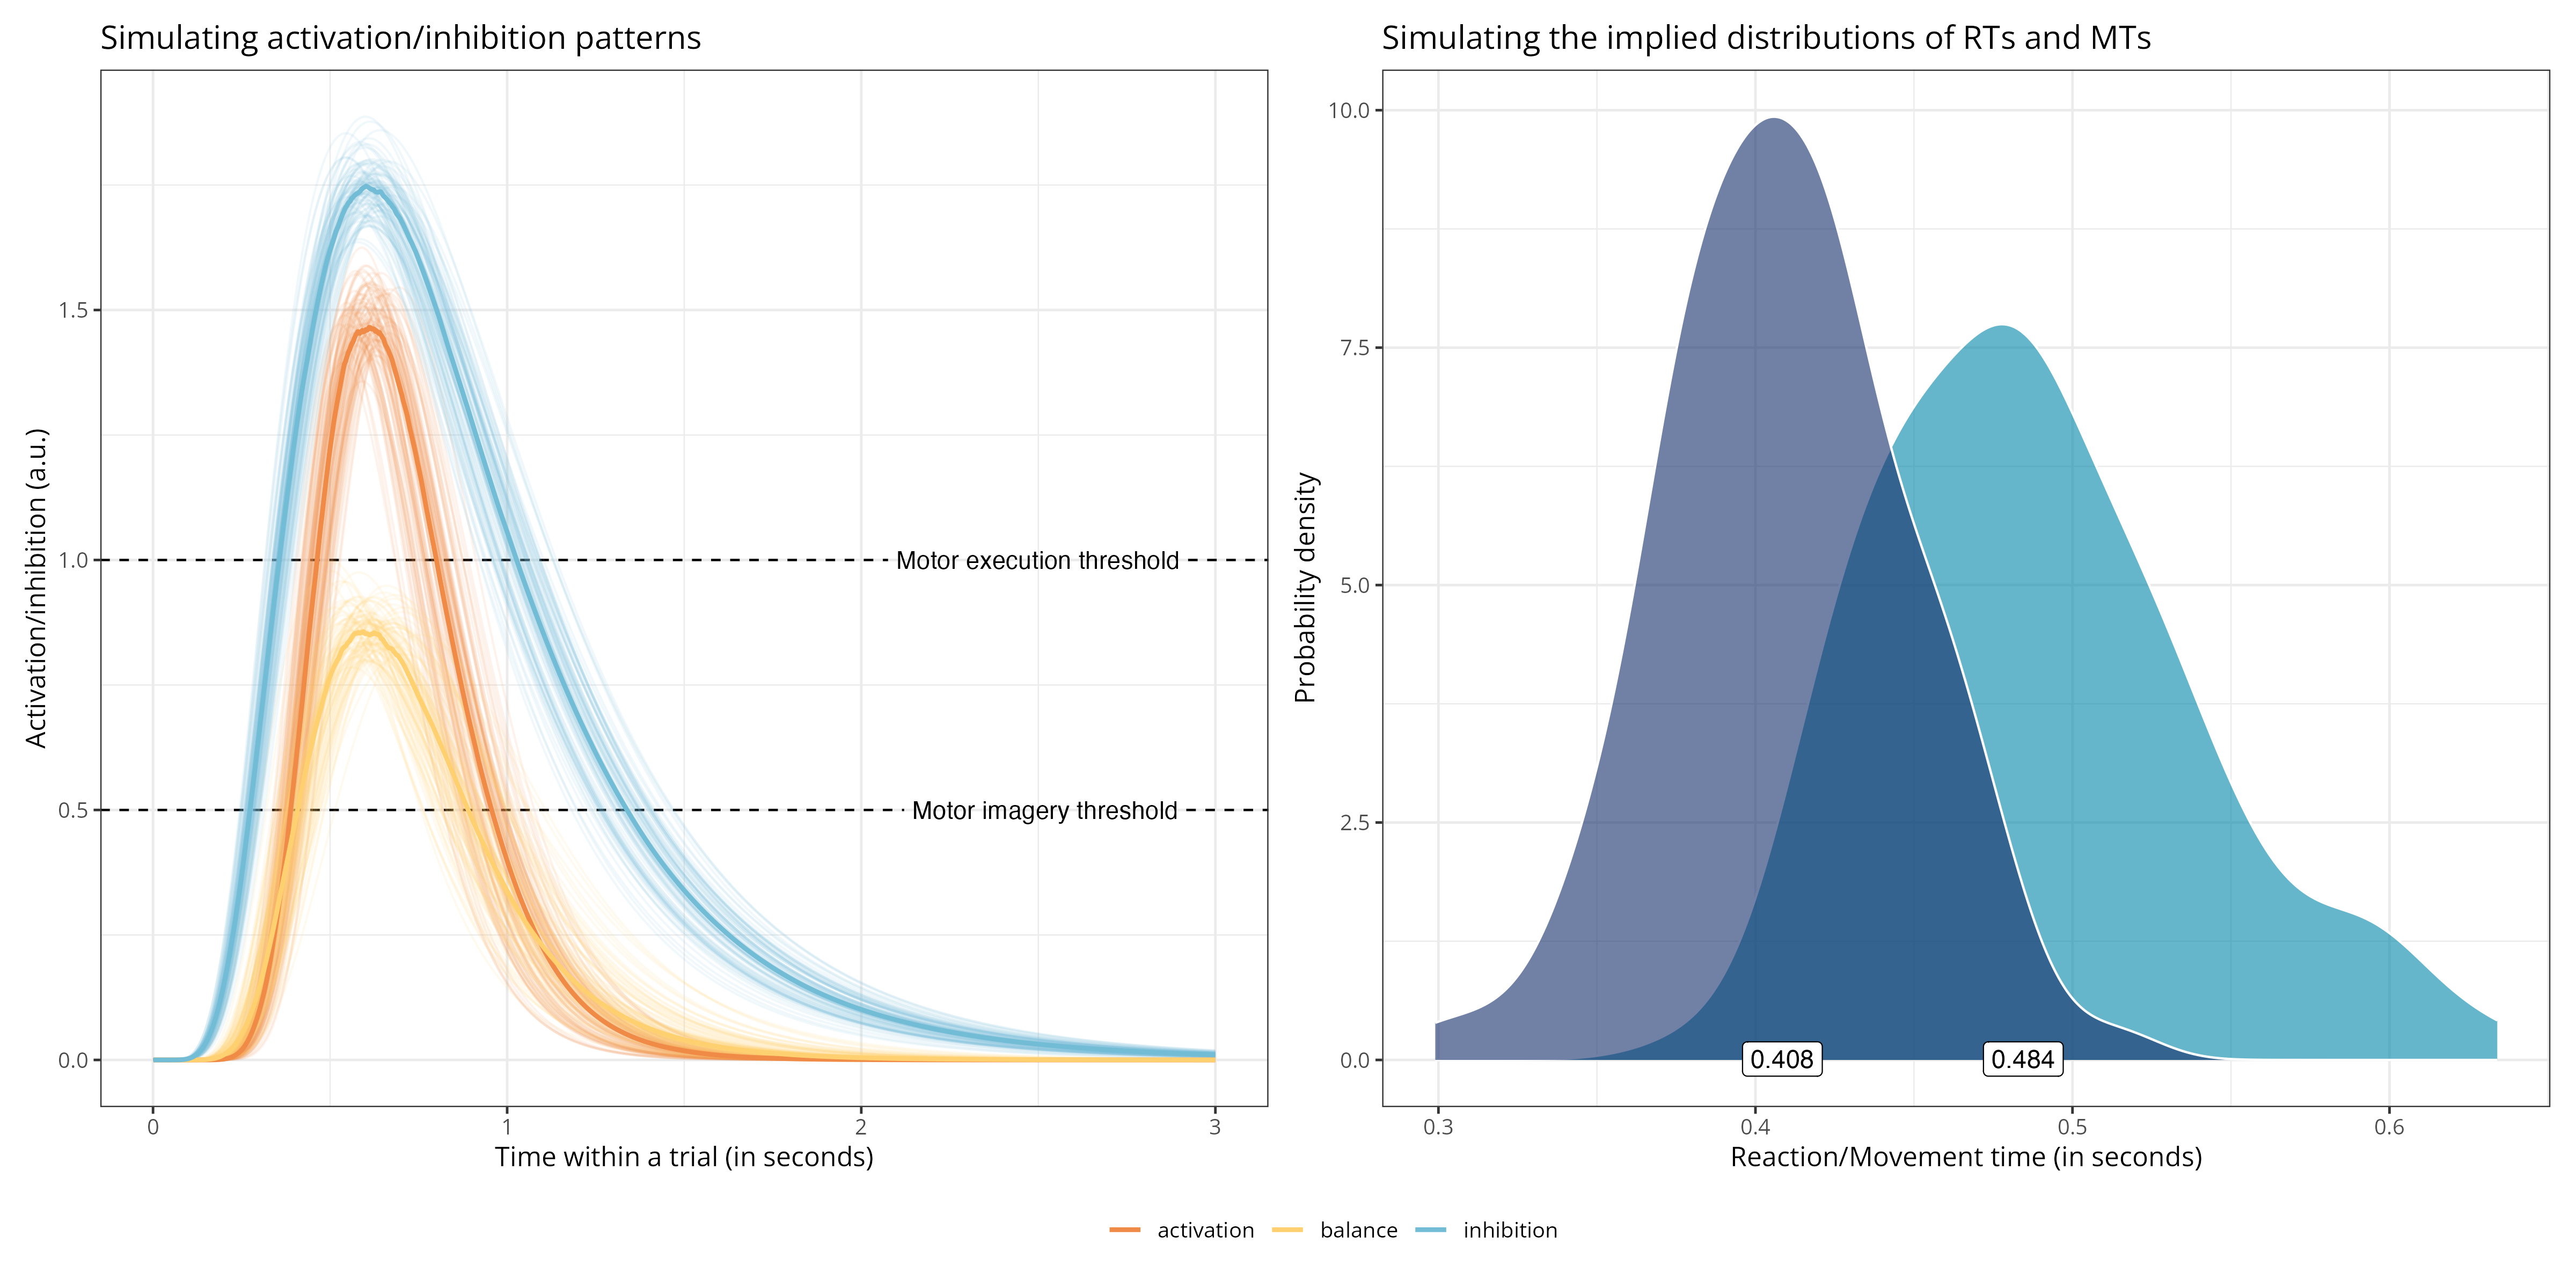 Simulating activation/inhibition patterns
Activation/inhibition (a.u.)
1.5
1.0
0.5
0.0
Motor execution threshold
Motor imagery threshold
0
1
2
3
Time within a trial (in seconds)
Simulating the implied distributions of RTs and MTs
Probability density
10.0
7.5
5.0
2.5
0.0
0.408
0.484
0.3
0.4
0.5
0.6
Reaction/Movement time (in seconds)
activation
balance
inhibition